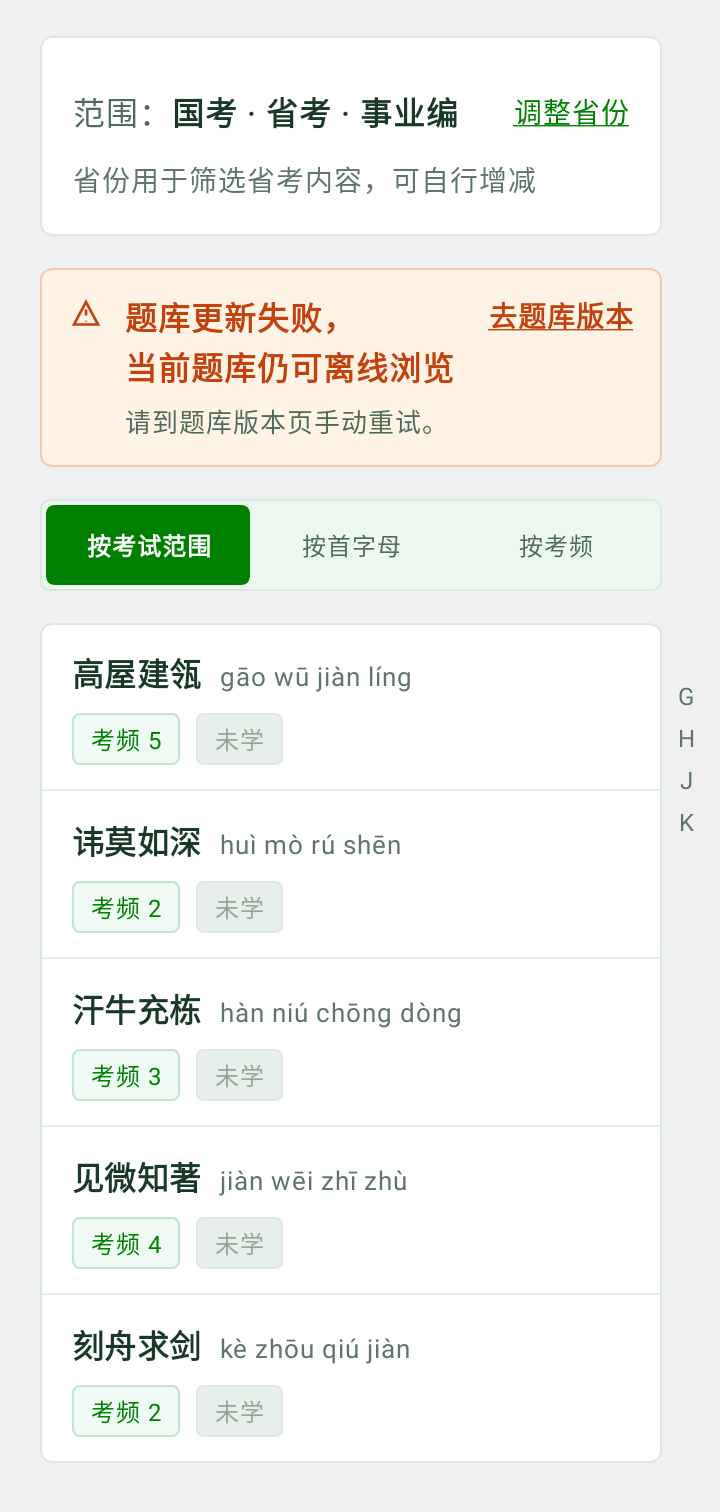 范围：国考 · 省考 · 事业编 调整省份
省份用于筛选省考内容，可自行增减
题库更新失败， 去题库版本
当前题库仍可离线浏览
请到题库版本页手动重试。
按考试范围 按首字母 按考频
高屋建瓴 gāo wū jiàn líng
考频 5 未学
讳莫如深 huì mò rú shēn
考频 2 未学
汗牛充栋 hàn niú chōng dòng
考频 3 未学
见微知著 jiàn wēi zhī zhù
考频 4 未学
刻舟求剑 kè zhōu qiú jiàn
考频 2 未学
G
H
J
K